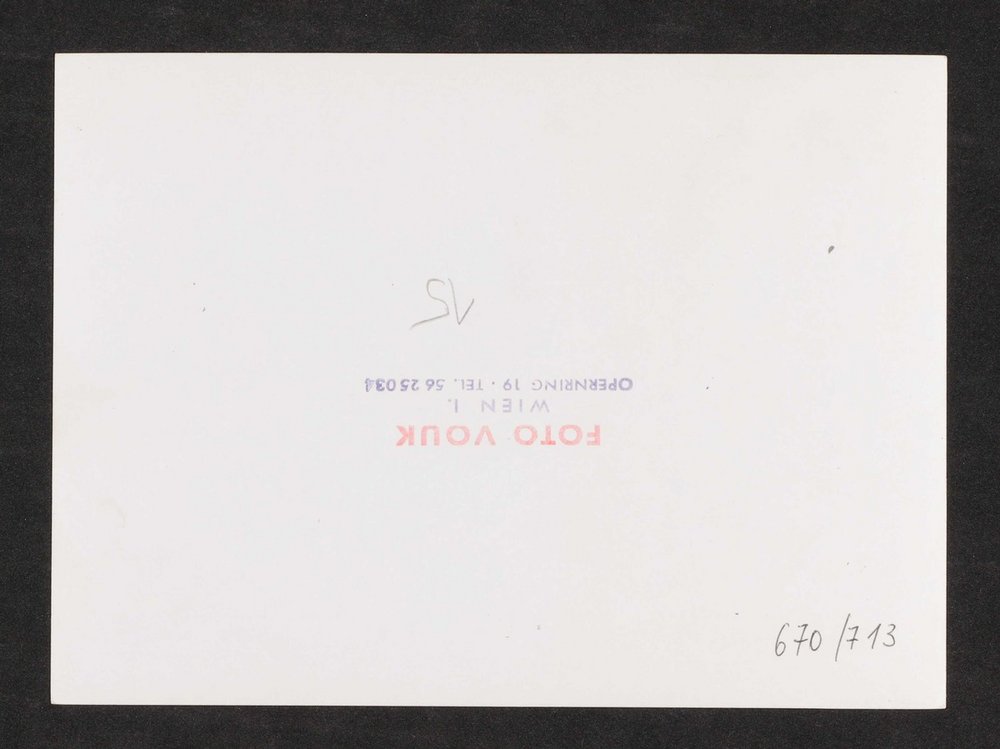 FOTO VOUK
WIEN I.
OPERNRING 19 · TEL. 56 25 034
15
670/713